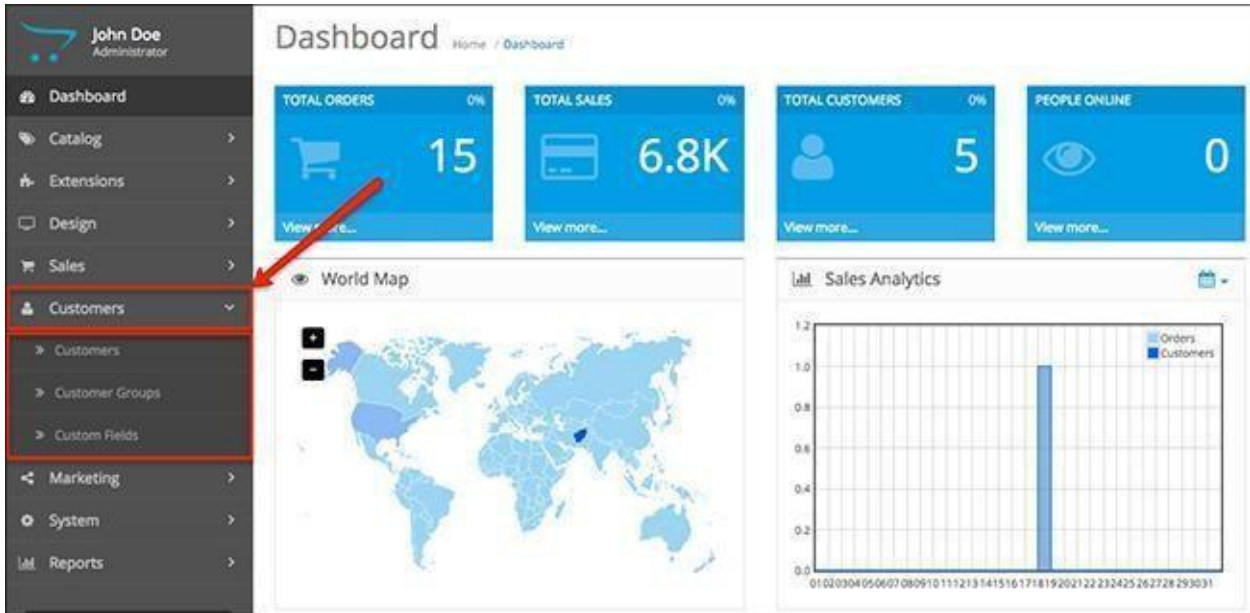 John Doe
Administrator
Dashboard
Catalog
Extensions
Design
Sales
Customers
Customers
Customer Groups
Custom Fields
Marketing
System
Reports
Dashboard Home / Dashboard
TOTAL ORDERS 0%
15
View more...
TOTAL SALES 0%
6.8K
View more...
TOTAL CUSTOMERS 0%
5
View more...
PEOPLE ONLINE
0
View more...
World Map
+
-
Sales Analytics
Orders
Customers
1.2
1.0
0.8
0.6
0.4
0.2
0.0
01 02 03 04 05 06 07 08 09 10 11 12 13 14 15 16 17 18 19 20 21 22 23 24 25 26 27 28 29 30 31